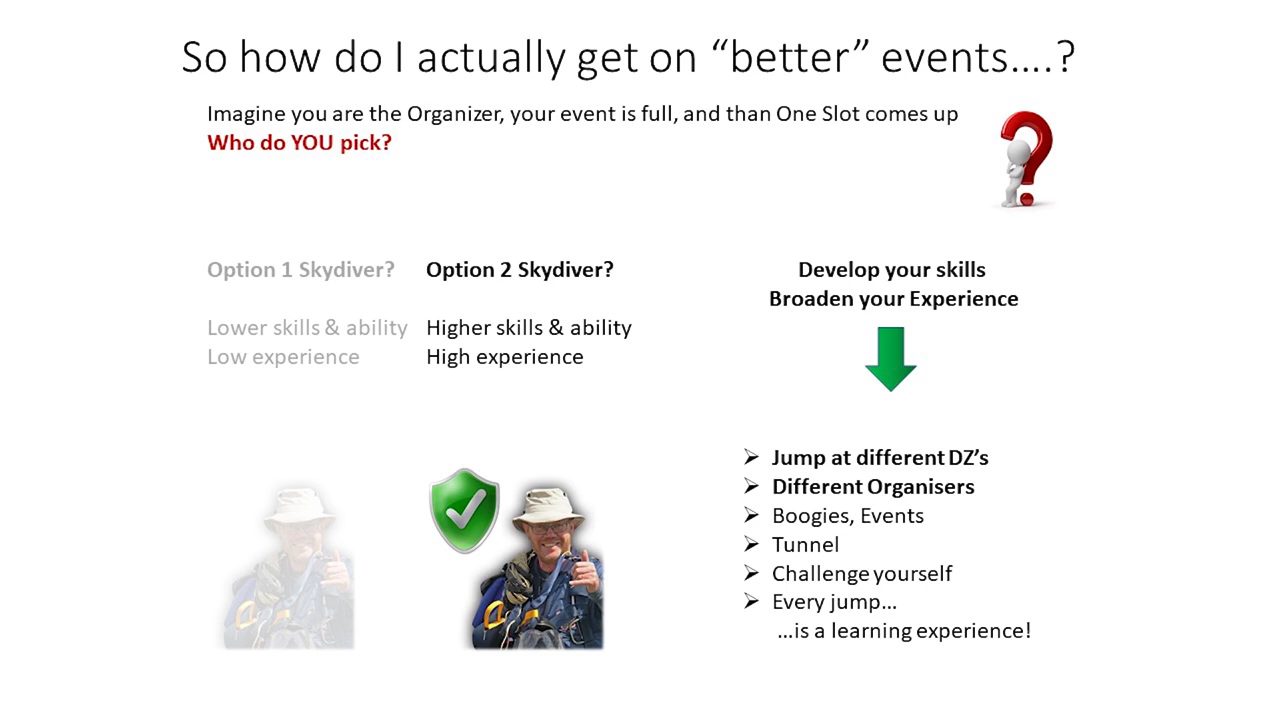 So how do I actually get on “better” events….?
Imagine you are the Organizer, your event is full, and than One Slot comes up
Who do YOU pick?
Option 1 Skydiver?
Lower skills & ability
Low experience
Option 2 Skydiver?
Higher skills & ability
High experience
Develop your skills
Broaden your Experience
➢ Jump at different DZ’s
➢ Different Organisers
➢ Boogies, Events
➢ Tunnel
➢ Challenge yourself
➢ Every jump…
…is a learning experience!